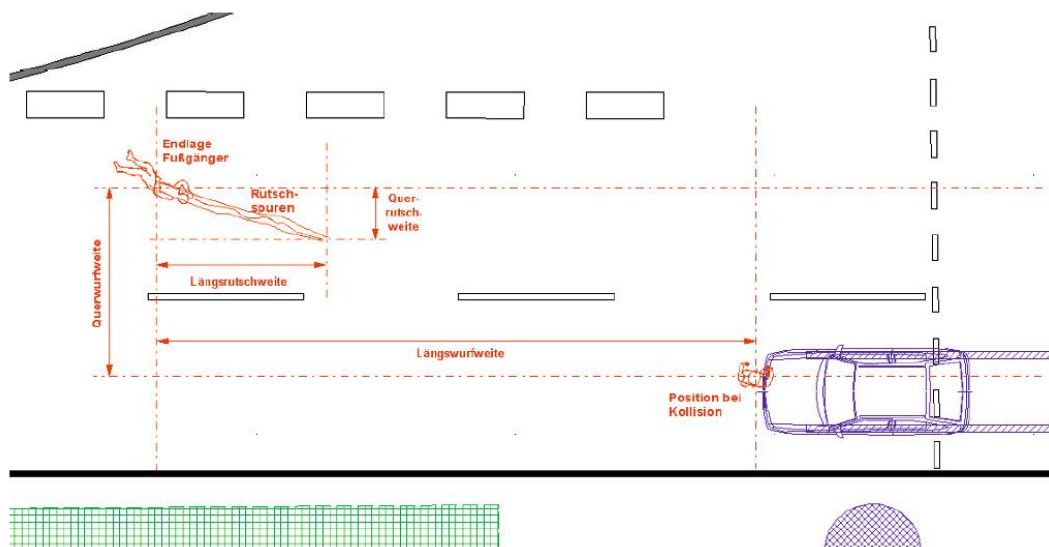 Endlage
Fußgänger
Rutsch-
spuren
Quer-
rutsch-
weite
Längsrutschweite
Querwurfweite
Längswurfweite
Position bei
Kollision